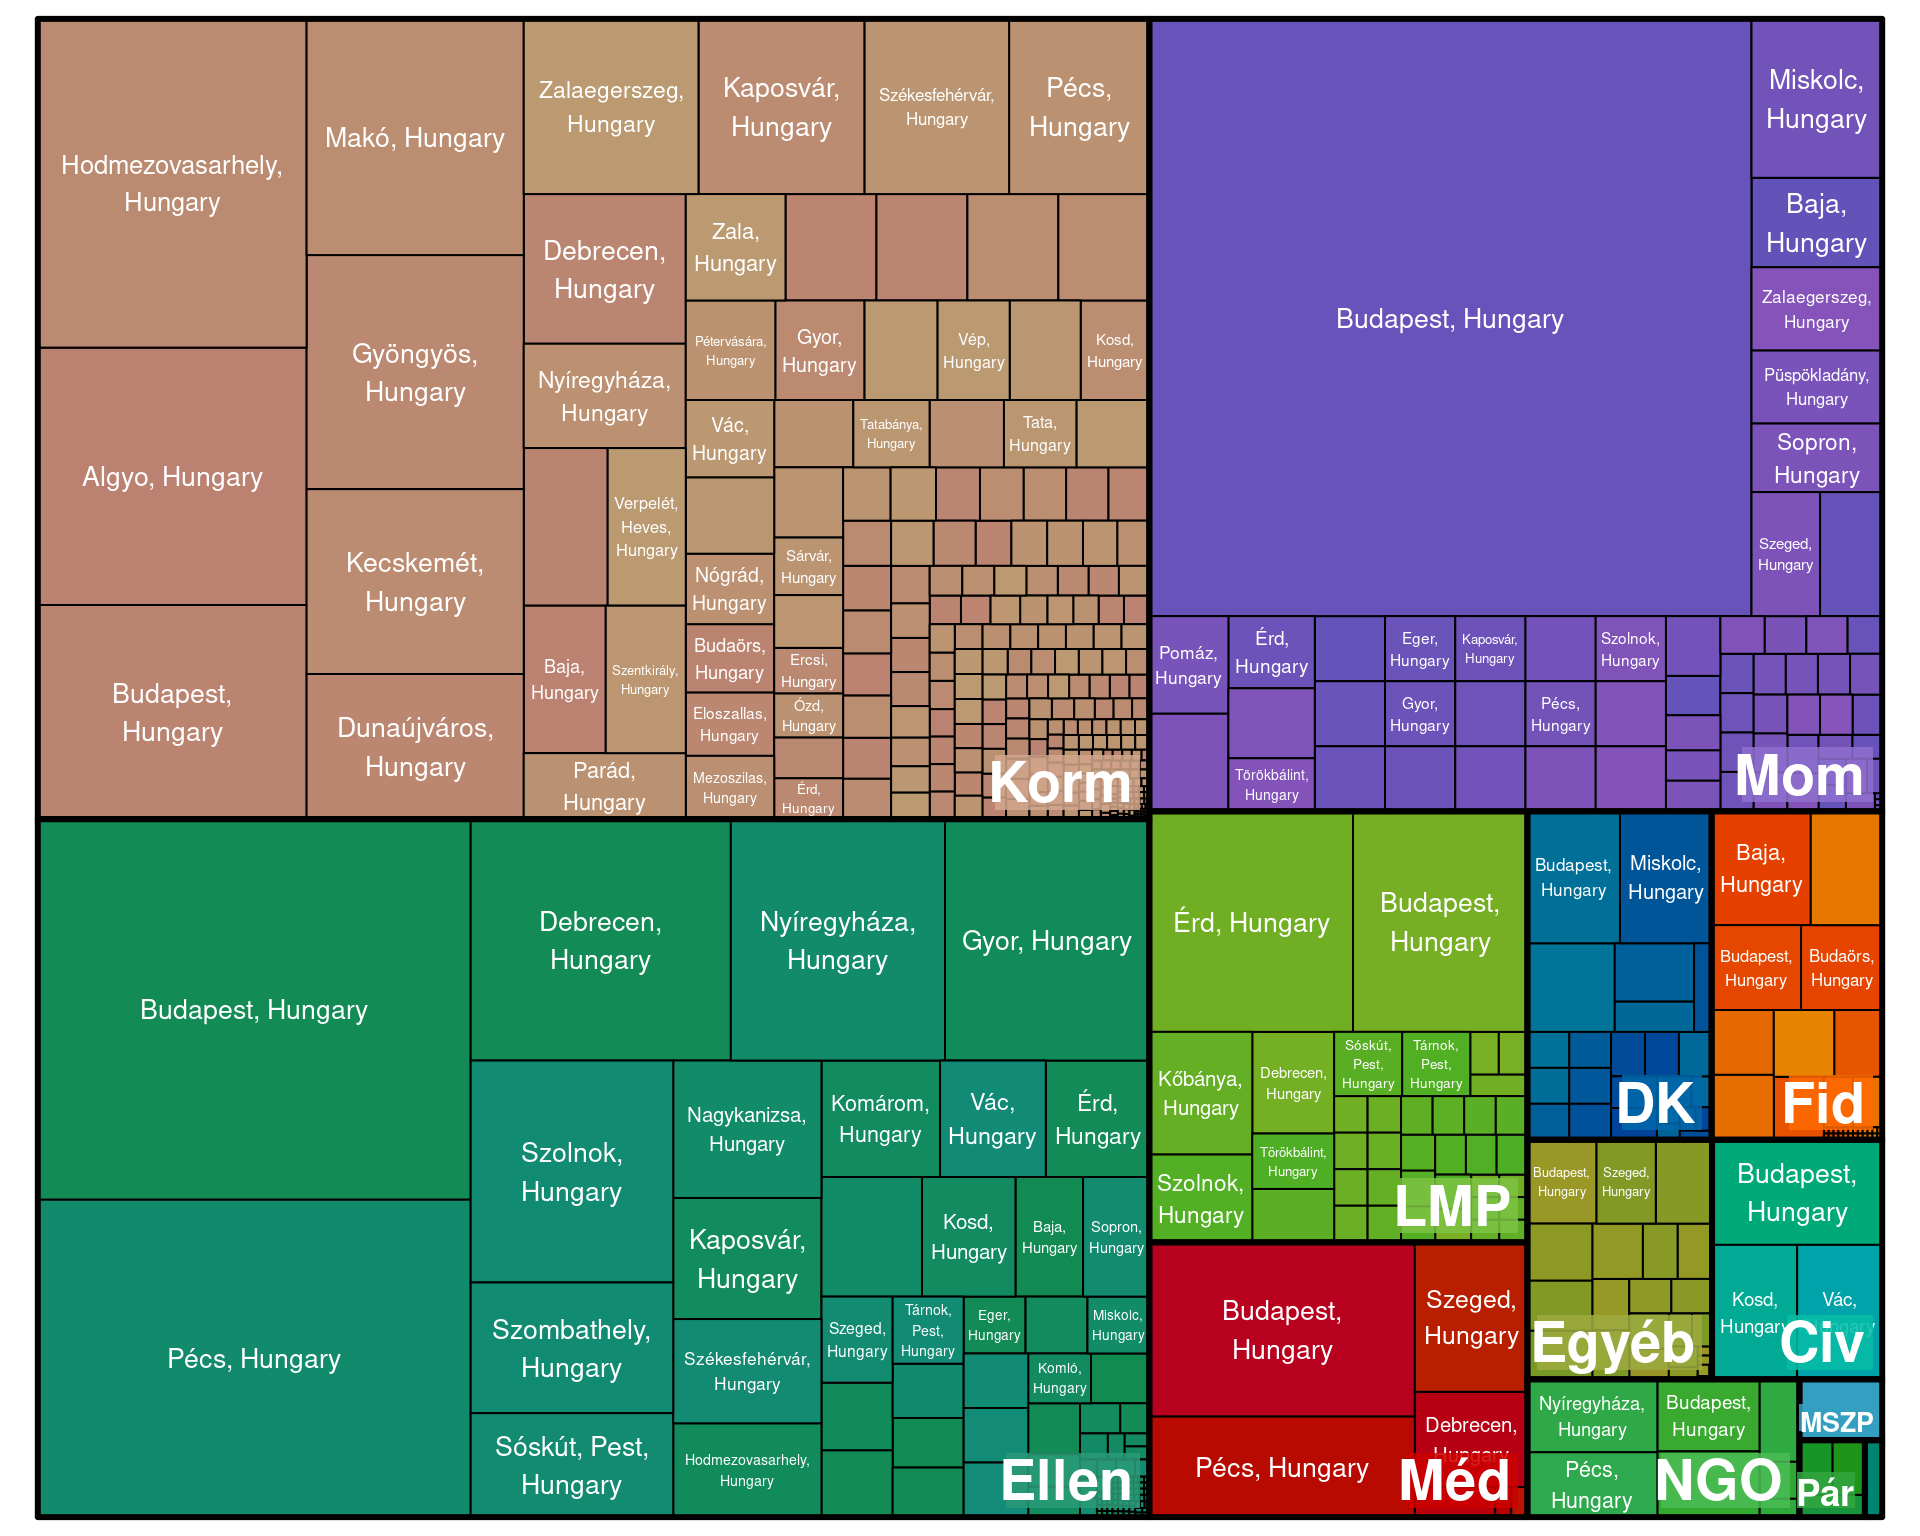 Hodmezovasarhely,
Hungary
Algyo, Hungary
Budapest,
Hungary
Makó, Hungary
Gyöngyös,
Hungary
Kecskemét,
Hungary
Dunaújváros,
Hungary
Zalaegerszeg,
Hungary
Kaposvár,
Hungary
Székesfehérvár,
Hungary
Pécs,
Hungary
Debrecen,
Hungary
Nyíregyháza,
Hungary
Verpelét,
Heves,
Hungary
Baja,
Hungary
Szentkirály,
Hungary
Parád,
Hungary
Zala,
Hungary
Pétervására,
Hungary
Gyor,
Hungary
Vép,
Hungary
Kosd,
Hungary
Vác,
Hungary
Tatabánya,
Hungary
Tata,
Hungary
Nógrád,
Hungary
Sárvár,
Hungary
Budaörs,
Hungary
Ercsi,
Hungary
Eloszallas,
Hungary
Ózd,
Hungary
Mezoszilas,
Hungary
Érd,
Hungary
Korm
Budapest, Hungary
Miskolc,
Hungary
Baja,
Hungary
Zalaegerszeg,
Hungary
Püspökladány,
Hungary
Sopron,
Hungary
Szeged,
Hungary
Pomáz,
Hungary
Érd,
Hungary
Törökbálint,
Hungary
Eger,
Hungary
Kaposvár,
Hungary
Szolnok,
Hungary
Gyor,
Hungary
Pécs,
Hungary
Mom
Budapest, Hungary
Pécs, Hungary
Debrecen,
Hungary
Nyíregyháza,
Hungary
Gyor, Hungary
Szolnok,
Hungary
Szombathely,
Hungary
Sóskút, Pest,
Hungary
Nagykanizsa,
Hungary
Kaposvár,
Hungary
Székesfehérvár,
Hungary
Hodmezovasarhely,
Hungary
Komárom,
Hungary
Vác,
Hungary
Érd,
Hungary
Kosd,
Hungary
Baja,
Hungary
Sopron,
Hungary
Szeged,
Hungary
Tárnok,
Pest,
Hungary
Eger,
Hungary
Miskolc,
Hungary
Komló,
Hungary
Ellen
Érd, Hungary
Budapest,
Hungary
Kőbánya,
Hungary
Szolnok,
Hungary
Debrecen,
Hungary
Törökbálint,
Hungary
Sóskút,
Pest,
Hungary
Tárnok,
Pest,
Hungary
LMP
Budapest,
Hungary
Pécs, Hungary
Szeged,
Hungary
Debrecen,
Hungary
Méd
Budapest,
Hungary
Miskolc,
Hungary
DK
Baja,
Hungary
Budapest,
Hungary
Budaörs,
Hungary
Fid
Budapest,
Hungary
Szeged,
Hungary
Egyéb
Budapest,
Hungary
Kosd,
Hungary
Vác,
Hungary
Civ
Nyíregyháza,
Hungary
Pécs,
Hungary
Budapest,
Hungary
NGO
MSZP
Pár